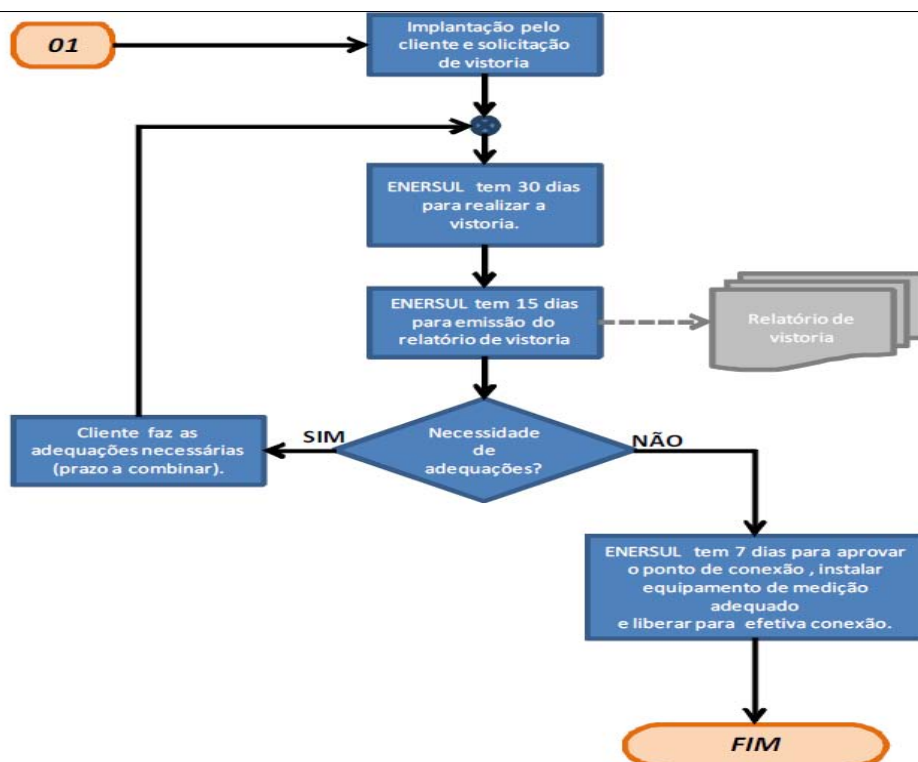 01
Implantação pelo
cliente e solicitação
de vistoria
ENERSUL tem 30 dias
para realizar a
vistoria.
ENERSUL tem 15 dias
para emissão do
relatório de vistoria
Relatório de
vistoria
Necessidade
de
adequações?
SIM
NÃO
Cliente faz as
adequações necessárias
(prazo a combinar).
ENERSUL tem 7 dias para aprovar
o ponto de conexão , instalar
equipamento de medição
adequado
e liberar para efetiva conexão.
FIM